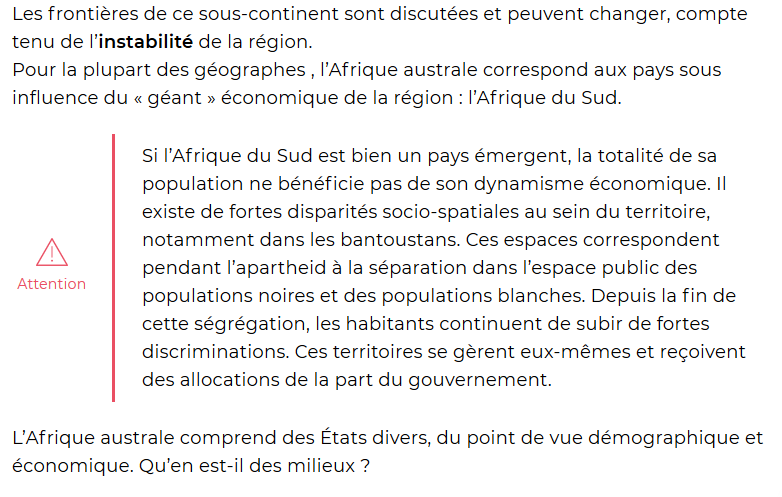 Les frontières de ce sous-continent sont discutées et peuvent changer, compte
tenu de l’instabilité de la région.
Pour la plupart des géographes , l’Afrique australe correspond aux pays sous
influence du « géant » économique de la région : l’Afrique du Sud.
Attention
Si l’Afrique du Sud est bien un pays émergent, la totalité de sa
population ne bénéficie pas de son dynamisme économique. Il
existe de fortes disparités socio-spatiales au sein du territoire,
notamment dans les bantoustans. Ces espaces correspondent
pendant l’apartheid à la séparation dans l’espace public des
populations noires et des populations blanches. Depuis la fin de
cette ségrégation, les habitants continuent de subir de fortes
discriminations. Ces territoires se gèrent eux-mêmes et reçoivent
des allocations de la part du gouvernement.
L’Afrique australe comprend des États divers, du point de vue démographique et
économique. Qu’en est-il des milieux ?